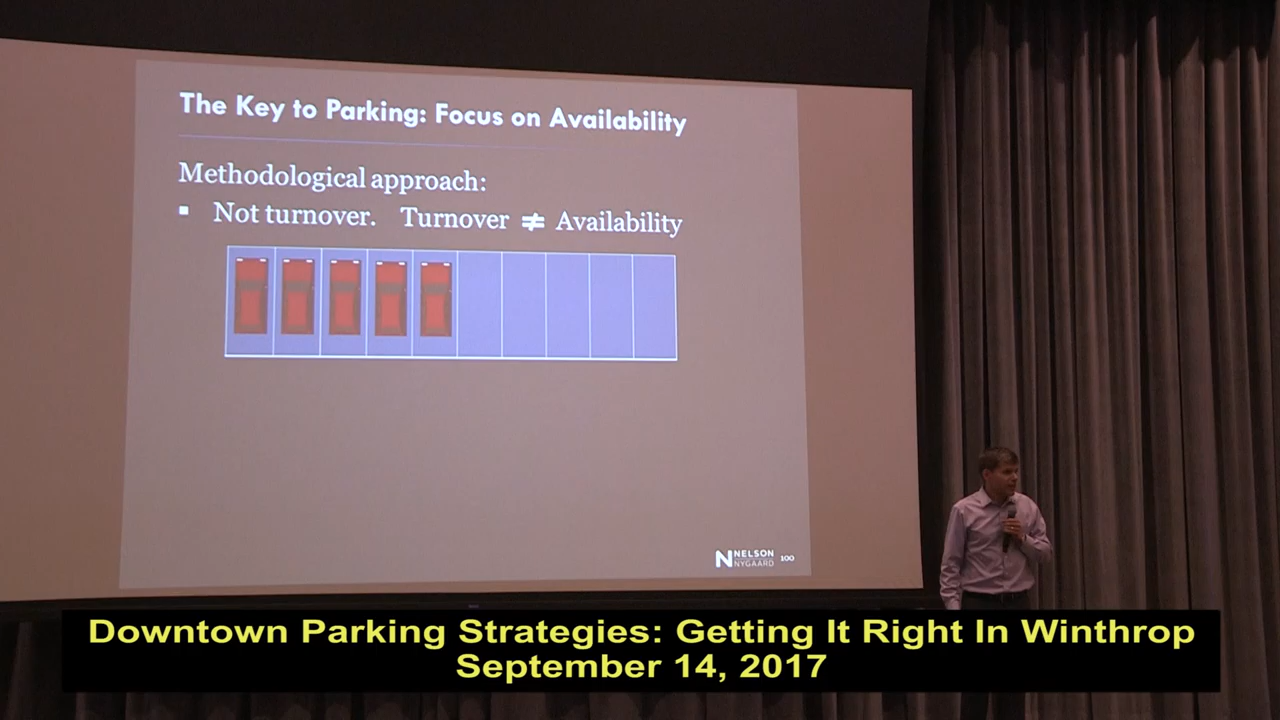 The Key to Parking: Focus on Availability
Methodological approach:
▪ Not turnover. Turnover ≠ Availability
N NELSON
NYGAARD 100
Downtown Parking Strategies: Getting It Right In Winthrop
September 14, 2017